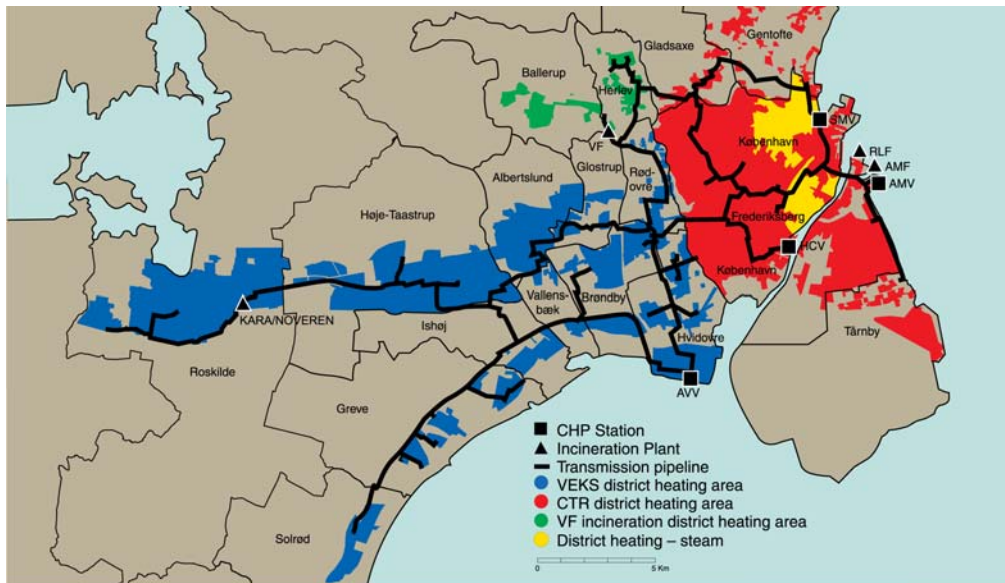 Gentofte
Gladsaxe
Ballerup
Herlev
København
SMV
VF
RLF
AMF
AMV
Glostrup
Rød-
ovre
Albertslund
Høje-Taastrup
Frederiksberg
HCV
København
KARA/NOVEREN
Vallens-
bæk
Brøndby
Ishøj
Hvidovre
Tårnby
Roskilde
Greve
AVV
Solrød
CHP Station
Incineration Plant
Transmission pipeline
VEKS district heating area
CTR district heating area
VF incineration district heating area
District heating – steam
0
5 Km